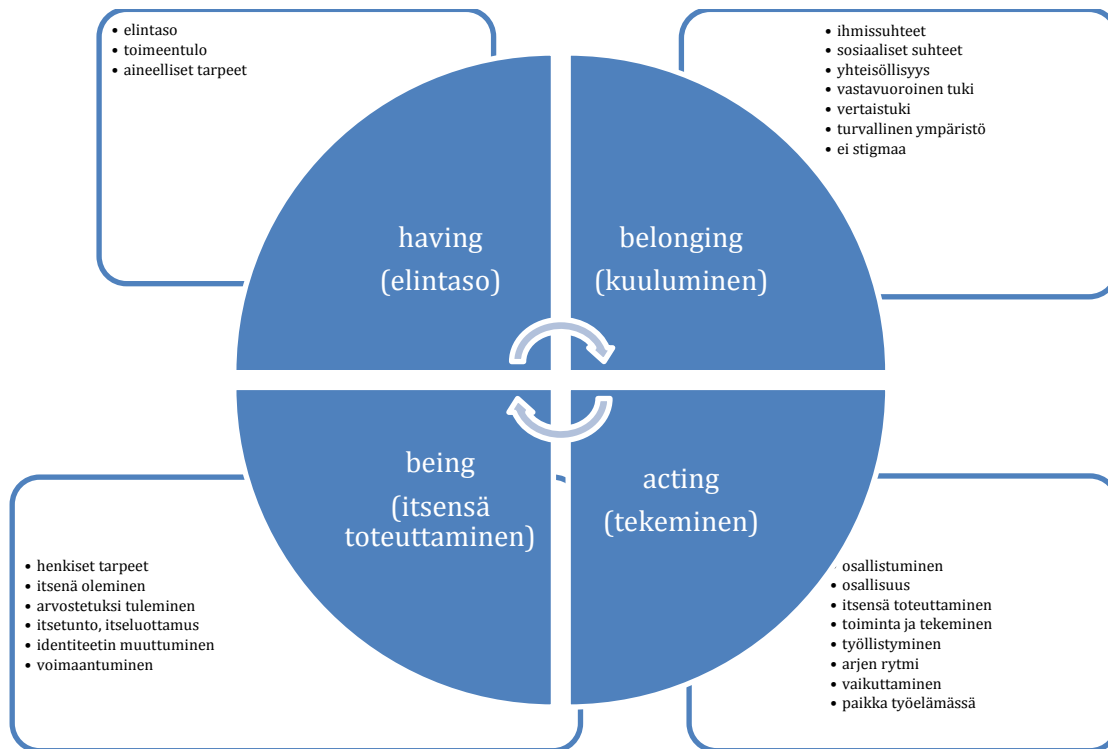 • elintaso
• toimeentulo
• aineelliset tarpeet
• ihmissuhteet
• sosiaaliset suhteet
• yhteisöllisyys
• vastavuoroinen tuki
• vertaistuki
• turvallinen ympäristö
• ei stigmaa
having
(elintaso)
belonging
(kuuluminen)
being
(itsensä
toteuttaminen)
acting
(tekeminen)
• henkiset tarpeet
• itsenä oleminen
• arvostetuksi tuleminen
• itsetunto, itseluottamus
• identiteetin muuttuminen
• voimaantuminen
• osallistuminen
• osallisuus
• itsensä toteuttaminen
• toiminta ja tekeminen
• työllistyminen
• arjen rytmi
• vaikuttaminen
• paikka työelämässä